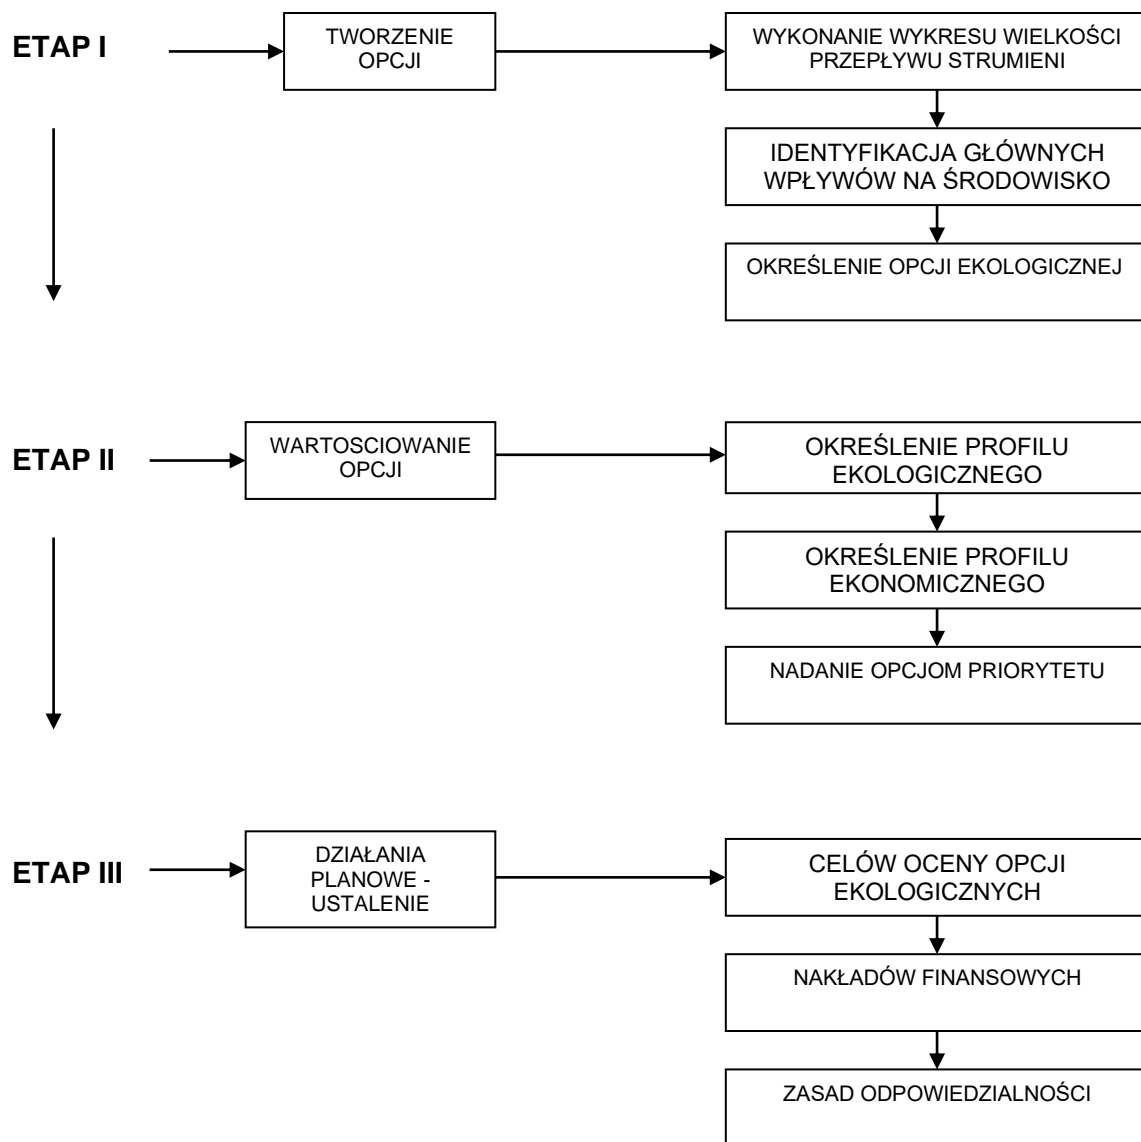 ETAP I
TWORZENIE
OPCJI
WYKONANIE WYKRESU WIELKOŚCI
PRZEPŁYWU STRUMIENI
IDENTYFIKACJA GŁÓWNYCH
WPŁYWÓW NA ŚRODOWISKO
OKREŚLENIE OPCJI EKOLOGICZNEJ
ETAP II
WARTOSCIOWANIE
OPCJI
OKREŚLENIE PROFILU
EKOLOGICZNEGO
OKREŚLENIE PROFILU
EKONOMICZNEGO
NADANIE OPCJOM PRIORYTETU
ETAP III
DZIAŁANIA
PLANOWE -
USTALENIE
CELÓW OCENY OPCJI
EKOLOGICZNYCH
NAKŁADÓW FINANSOWYCH
ZASAD ODPOWIEDZIALNOŚCI